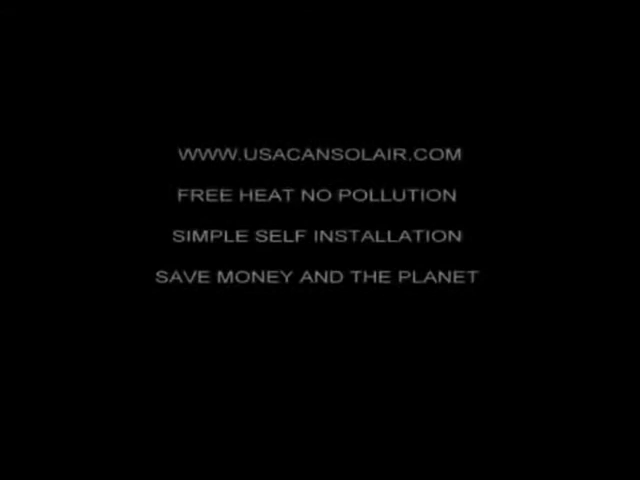 WWW.USACANSOLAIR.COM
FREE HEAT NO POLLUTION
SIMPLE SELF INSTALLATION
SAVE MONEY AND THE PLANET